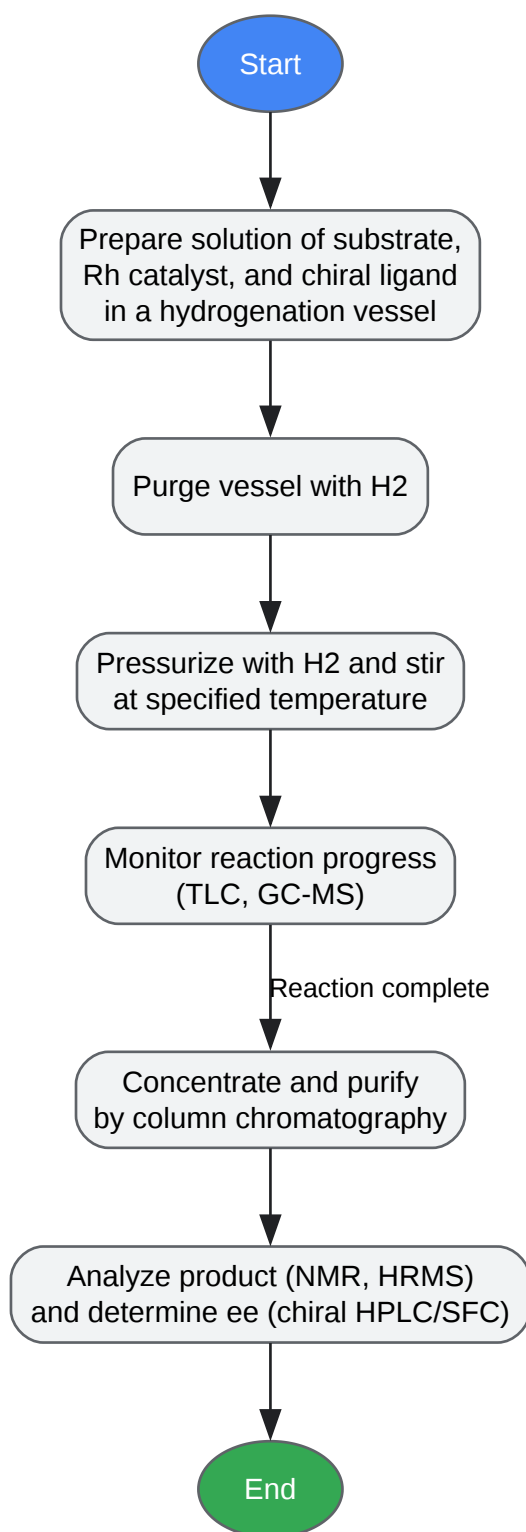 Start
Prepare solution of substrate,
Rh catalyst, and chiral ligand
in a hydrogenation vessel
Purge vessel with H2
Pressurize with H2 and stir
at specified temperature
Monitor reaction progress
(TLC, GC-MS)
Reaction complete
Concentrate and purify
by column chromatography
Analyze product (NMR, HRMS)
and determine ee (chiral HPLC/SFC)
End